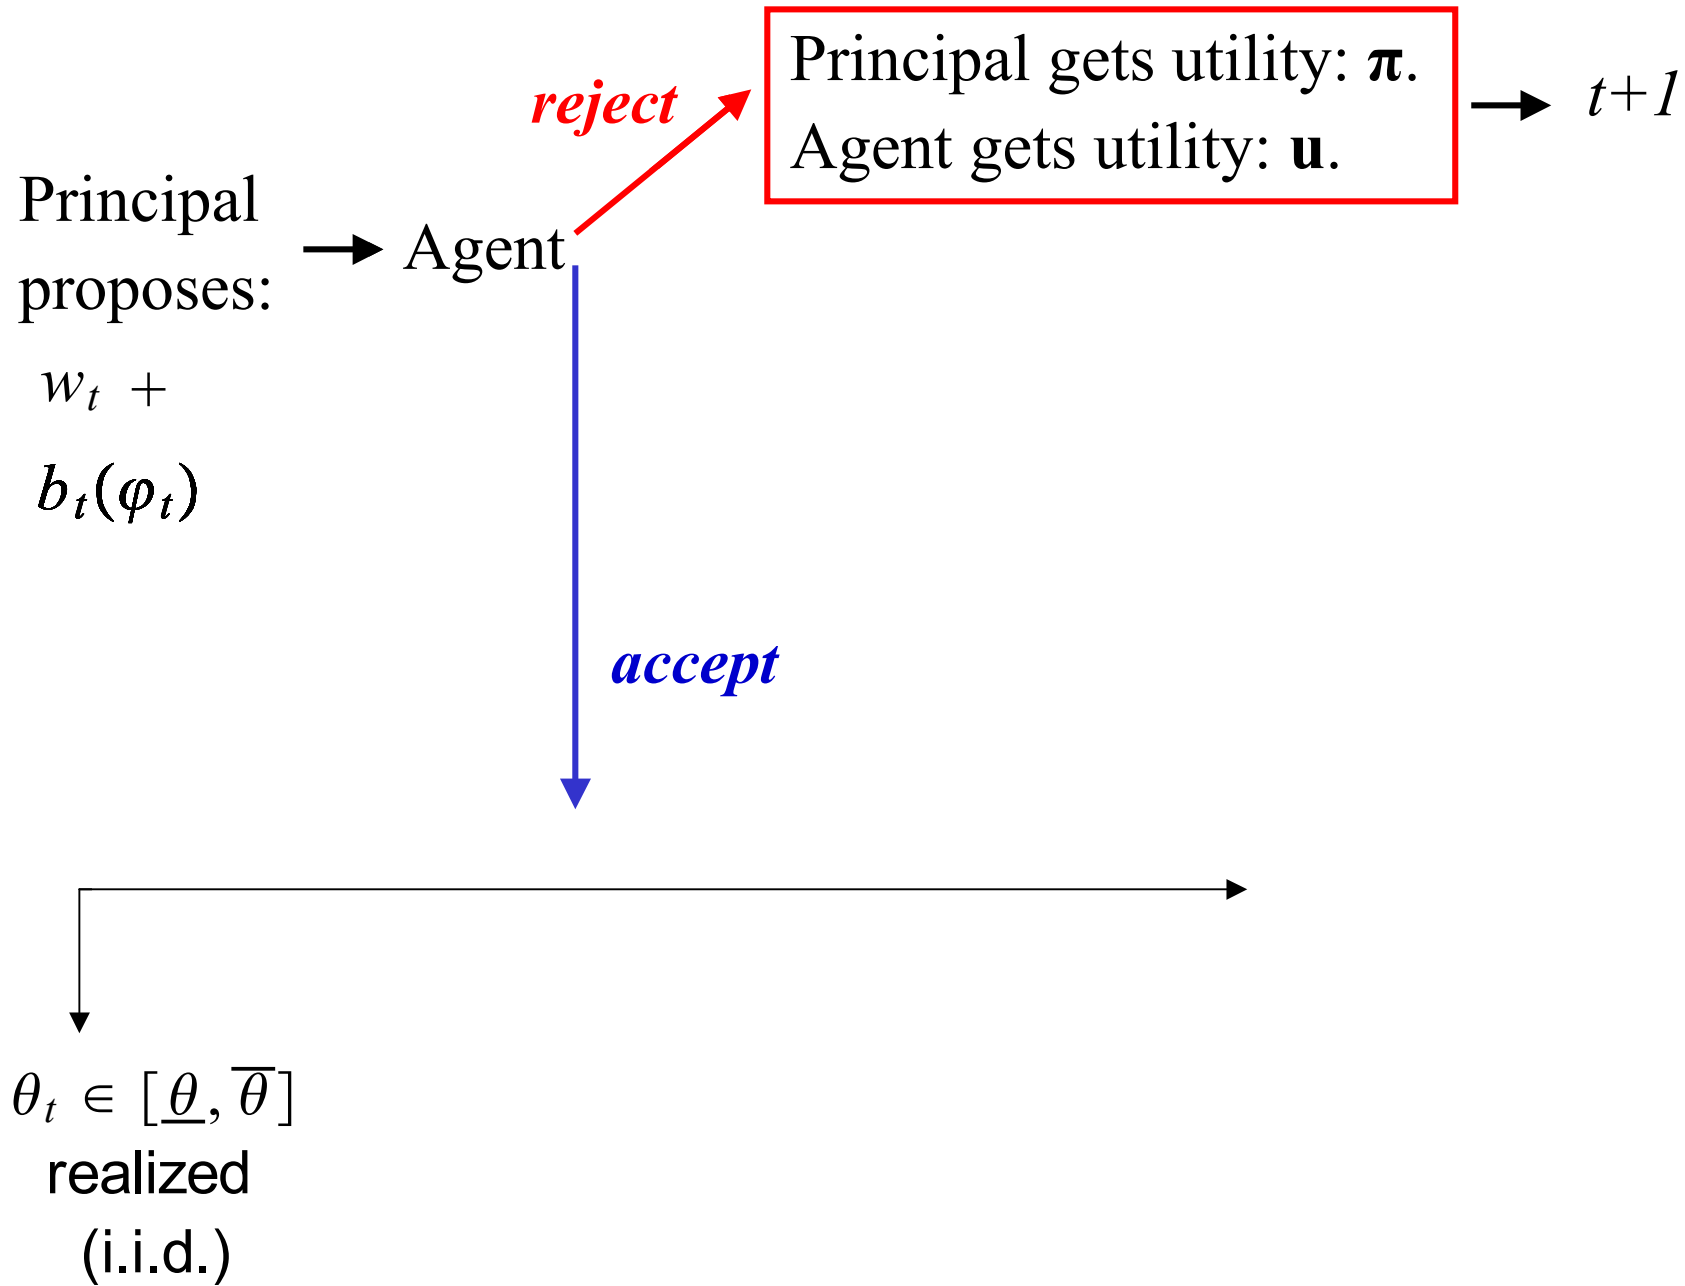 Principal
proposes:
w_t +
b_t(φ_t)
Agent
reject
Principal gets utility: π.
Agent gets utility: u.
t+1
accept
θ_t ∈ [θ̲, θ̅]
realized
(i.i.d.)